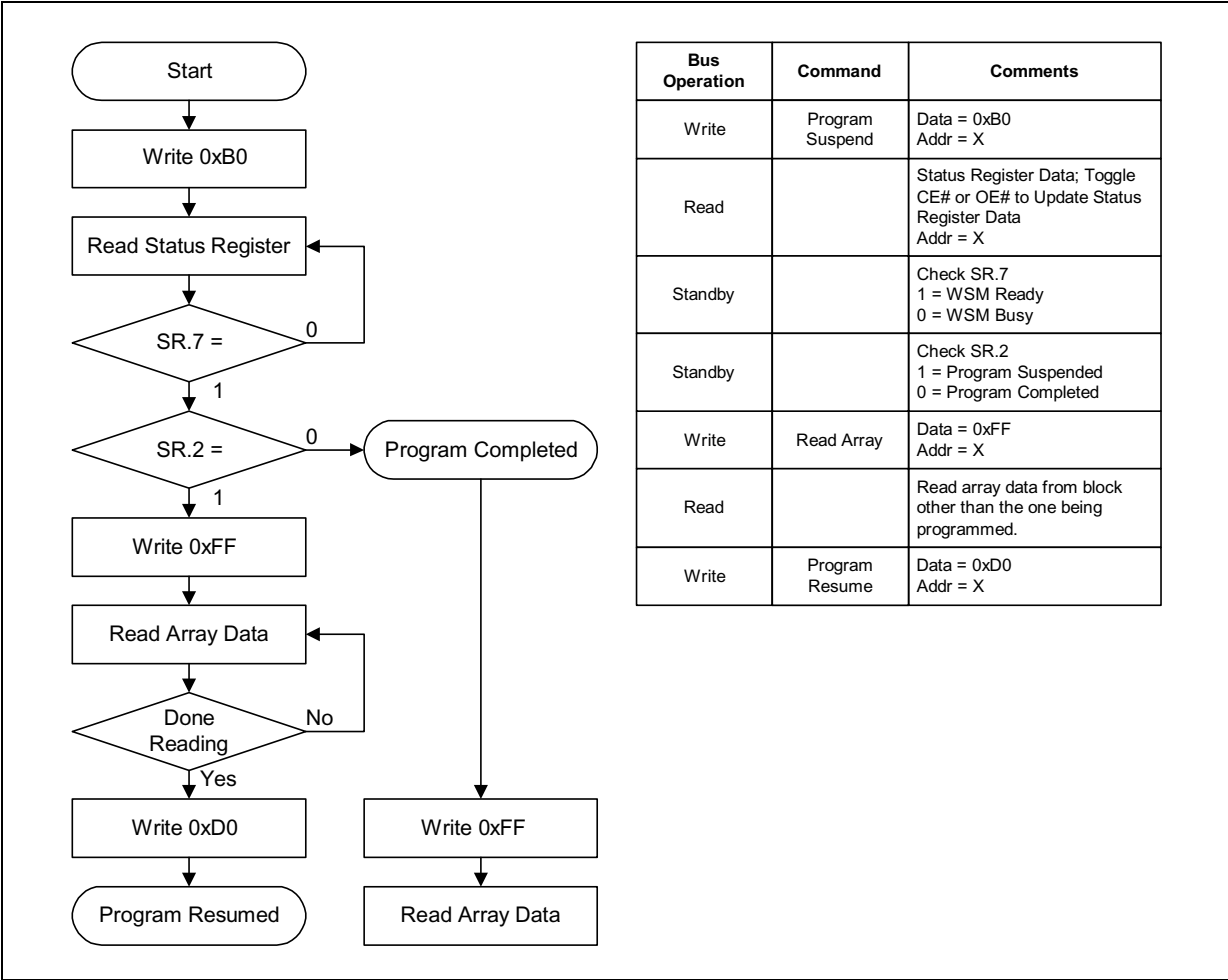 Start
Write 0xB0
Read Status Register
SR.7 =
0
1
SR.2 =
0
Program Completed
1
Write 0xFF
Read Array Data
Done
Reading
No
Yes
Write 0xD0
Write 0xFF
Program Resumed
Read Array Data
Bus
Operation
Command
Comments
Write
Program
Suspend
Data = 0xB0
Addr = X
Read
Status Register Data; Toggle
CE# or OE# to Update Status
Register Data
Addr = X
Standby
Check SR.7
1 = WSM Ready
0 = WSM Busy
Standby
Check SR.2
1 = Program Suspended
0 = Program Completed
Write
Read Array
Data = 0xFF
Addr = X
Read
Read array data from block
other than the one being
programmed.
Write
Program
Resume
Data = 0xD0
Addr = X